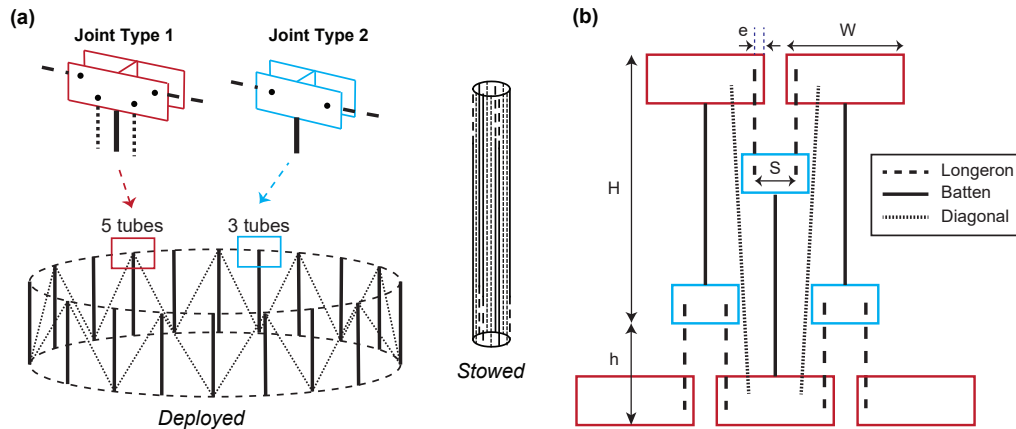 (a)
Joint Type 1
Joint Type 2
5 tubes
3 tubes
Deployed
Stowed
(b)
e
W
H
S
h
Longeron
Batten
Diagonal